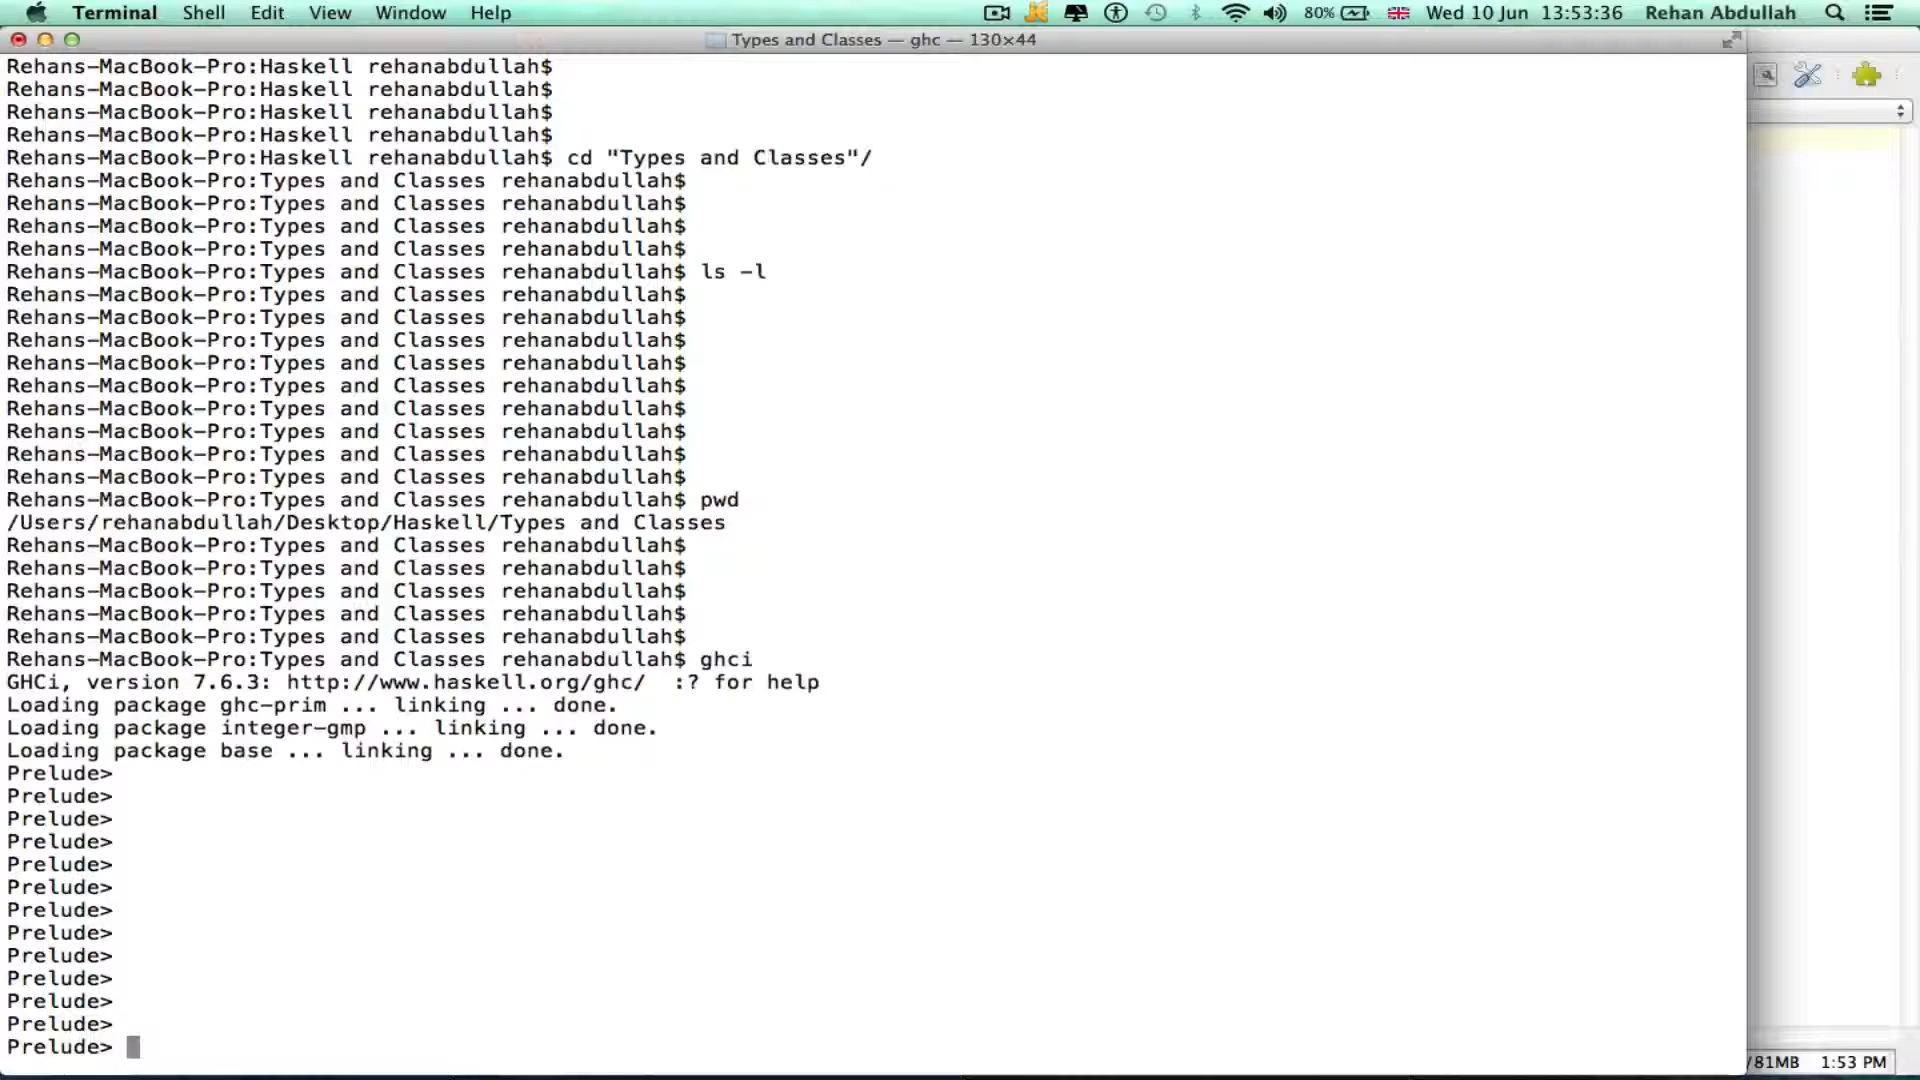 Terminal Shell Edit View Window Help 80% Wed 10 Jun 13:53:36 Rehan Abdullah
Types and Classes — ghc — 130×44
Rehans-MacBook-Pro:Haskell rehanabdullah$
Rehans-MacBook-Pro:Haskell rehanabdullah$
Rehans-MacBook-Pro:Haskell rehanabdullah$
Rehans-MacBook-Pro:Haskell rehanabdullah$
Rehans-MacBook-Pro:Haskell rehanabdullah$ cd "Types and Classes"/
Rehans-MacBook-Pro:Types and Classes rehanabdullah$
Rehans-MacBook-Pro:Types and Classes rehanabdullah$
Rehans-MacBook-Pro:Types and Classes rehanabdullah$
Rehans-MacBook-Pro:Types and Classes rehanabdullah$
Rehans-MacBook-Pro:Types and Classes rehanabdullah$ ls -l
Rehans-MacBook-Pro:Types and Classes rehanabdullah$
Rehans-MacBook-Pro:Types and Classes rehanabdullah$
Rehans-MacBook-Pro:Types and Classes rehanabdullah$
Rehans-MacBook-Pro:Types and Classes rehanabdullah$
Rehans-MacBook-Pro:Types and Classes rehanabdullah$
Rehans-MacBook-Pro:Types and Classes rehanabdullah$
Rehans-MacBook-Pro:Types and Classes rehanabdullah$
Rehans-MacBook-Pro:Types and Classes rehanabdullah$
Rehans-MacBook-Pro:Types and Classes rehanabdullah$
Rehans-MacBook-Pro:Types and Classes rehanabdullah$ pwd
/Users/rehanabdullah/Desktop/Haskell/Types and Classes
Rehans-MacBook-Pro:Types and Classes rehanabdullah$
Rehans-MacBook-Pro:Types and Classes rehanabdullah$
Rehans-MacBook-Pro:Types and Classes rehanabdullah$
Rehans-MacBook-Pro:Types and Classes rehanabdullah$
Rehans-MacBook-Pro:Types and Classes rehanabdullah$
Rehans-MacBook-Pro:Types and Classes rehanabdullah$ ghci
GHCi, version 7.6.3: http://www.haskell.org/ghc/  :? for help
Loading package ghc-prim ... linking ... done.
Loading package integer-gmp ... linking ... done.
Loading package base ... linking ... done.
Prelude>
Prelude>
Prelude>
Prelude>
Prelude>
Prelude>
Prelude>
Prelude>
Prelude>
Prelude>
Prelude>
Prelude>
Prelude>
/81MB 1:53 PM